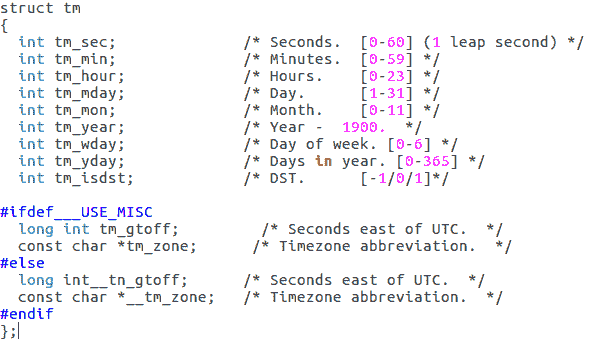 struct tm
{
int tm_sec; /* Seconds. [0-60] (1 leap second) */
int tm_min; /* Minutes. [0-59] */
int tm_hour; /* Hours. [0-23] */
int tm_mday; /* Day. [1-31] */
int tm_mon; /* Month. [0-11] */
int tm_year; /* Year - 1900. */
int tm_wday; /* Day of week. [0-6] */
int tm_yday; /* Days in year. [0-365] */
int tm_isdst; /* DST. [-1/0/1]*/
#ifdef___USE_MISC
long int tm_gtoff; /* Seconds east of UTC. */
const char *tm_zone; /* Timezone abbreviation. */
#else
long int__tn_gtoff; /* Seconds east of UTC. */
const char *__tm_zone; /* Timezone abbreviation. */
#endif
};